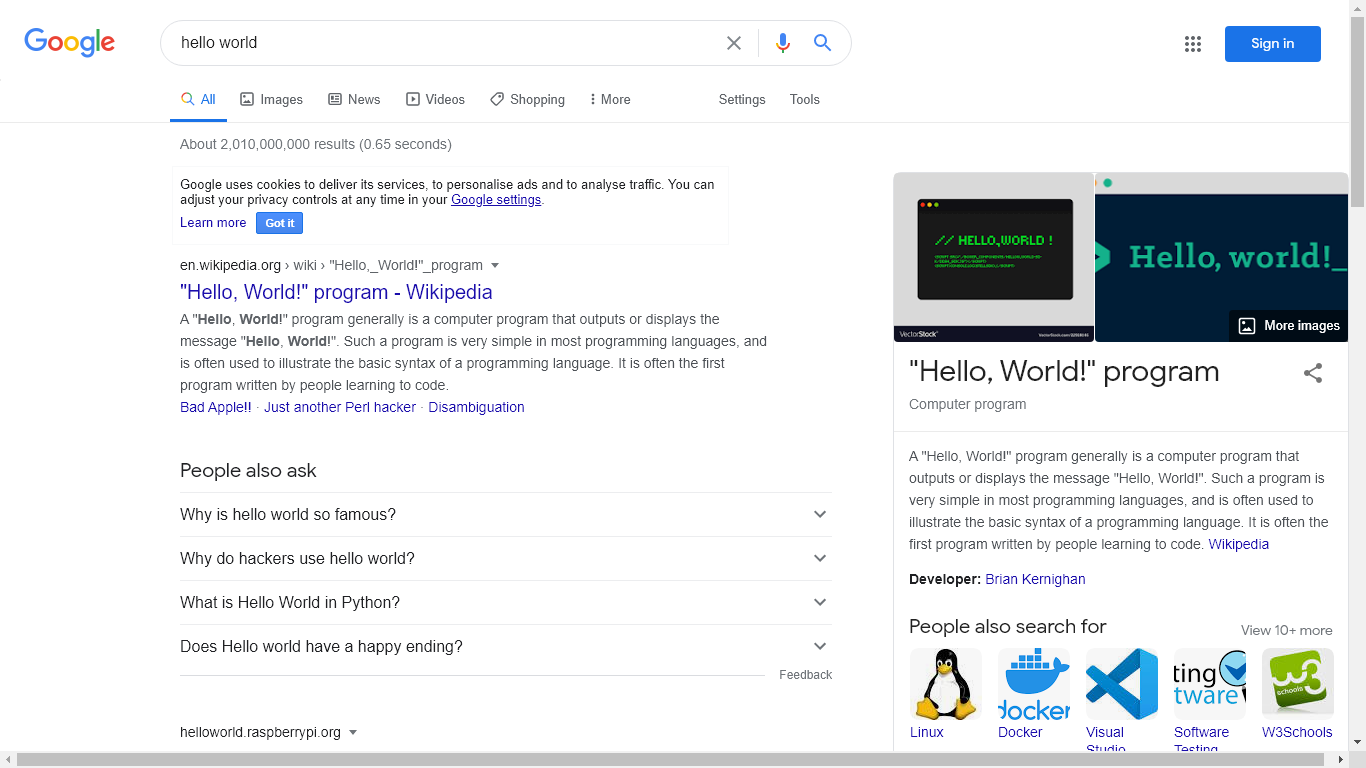 Google
hello world
Sign in
All
Images
News
Videos
Shopping
More
Settings
Tools
About 2,010,000,000 results (0.65 seconds)
Google uses cookies to deliver its services, to personalise ads and to analyse traffic. You can
adjust your privacy controls at any time in your Google settings.
Learn more
Got it
en.wikipedia.org › wiki › "Hello,_World!"_program
"Hello, World!" program - Wikipedia
A "Hello, World!" program generally is a computer program that outputs or displays the
message "Hello, World!". Such a program is very simple in most programming languages, and
is often used to illustrate the basic syntax of a programming language. It is often the first
program written by people learning to code.
Bad Apple!! · Just another Perl hacker · Disambiguation
People also ask
Why is hello world so famous?
Why do hackers use hello world?
What is Hello World in Python?
Does Hello world have a happy ending?
Feedback
helloworld.raspberrypi.org
// HELLO,WORLD !
VectorStock
Hello, world!_
More images
"Hello, World!" program
Computer program
A "Hello, World!" program generally is a computer program that
outputs or displays the message "Hello, World!". Such a program is
very simple in most programming languages, and is often used to
illustrate the basic syntax of a programming language. It is often the
first program written by people learning to code. Wikipedia
Developer: Brian Kernighan
People also search for
View 10+ more
docker
ting
tware
w3
schools
Linux
Docker
Visual
Studio
Software
Testing
W3Schools